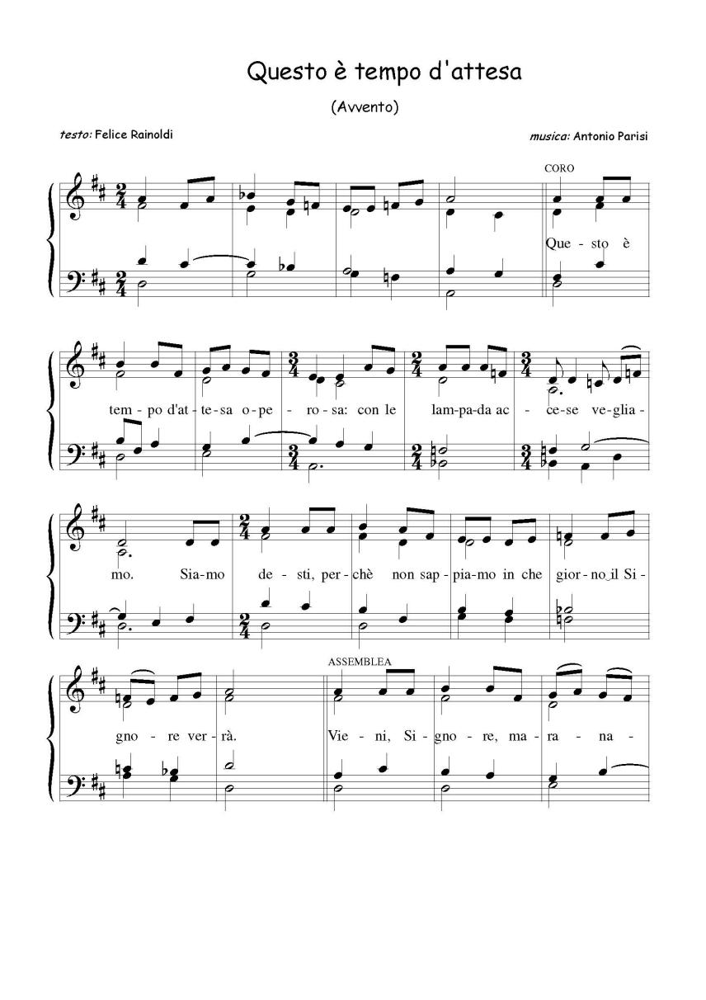 Questo è tempo d'attesa
(Avvento)
testo: Felice Rainoldi
musica: Antonio Parisi
CORO
Que - sto è
tem - po d'at - te - sa o - pe - ro - sa: con le lam - pa - da ac - ce - se ve - glia -
mo. Sia - mo de - sti, per - chè non sap - pia - mo in che gior - no il Si -
ASSEMBLEA
gno - re ver - rà. Vie - ni, Si - gno - re, ma - ra - na -